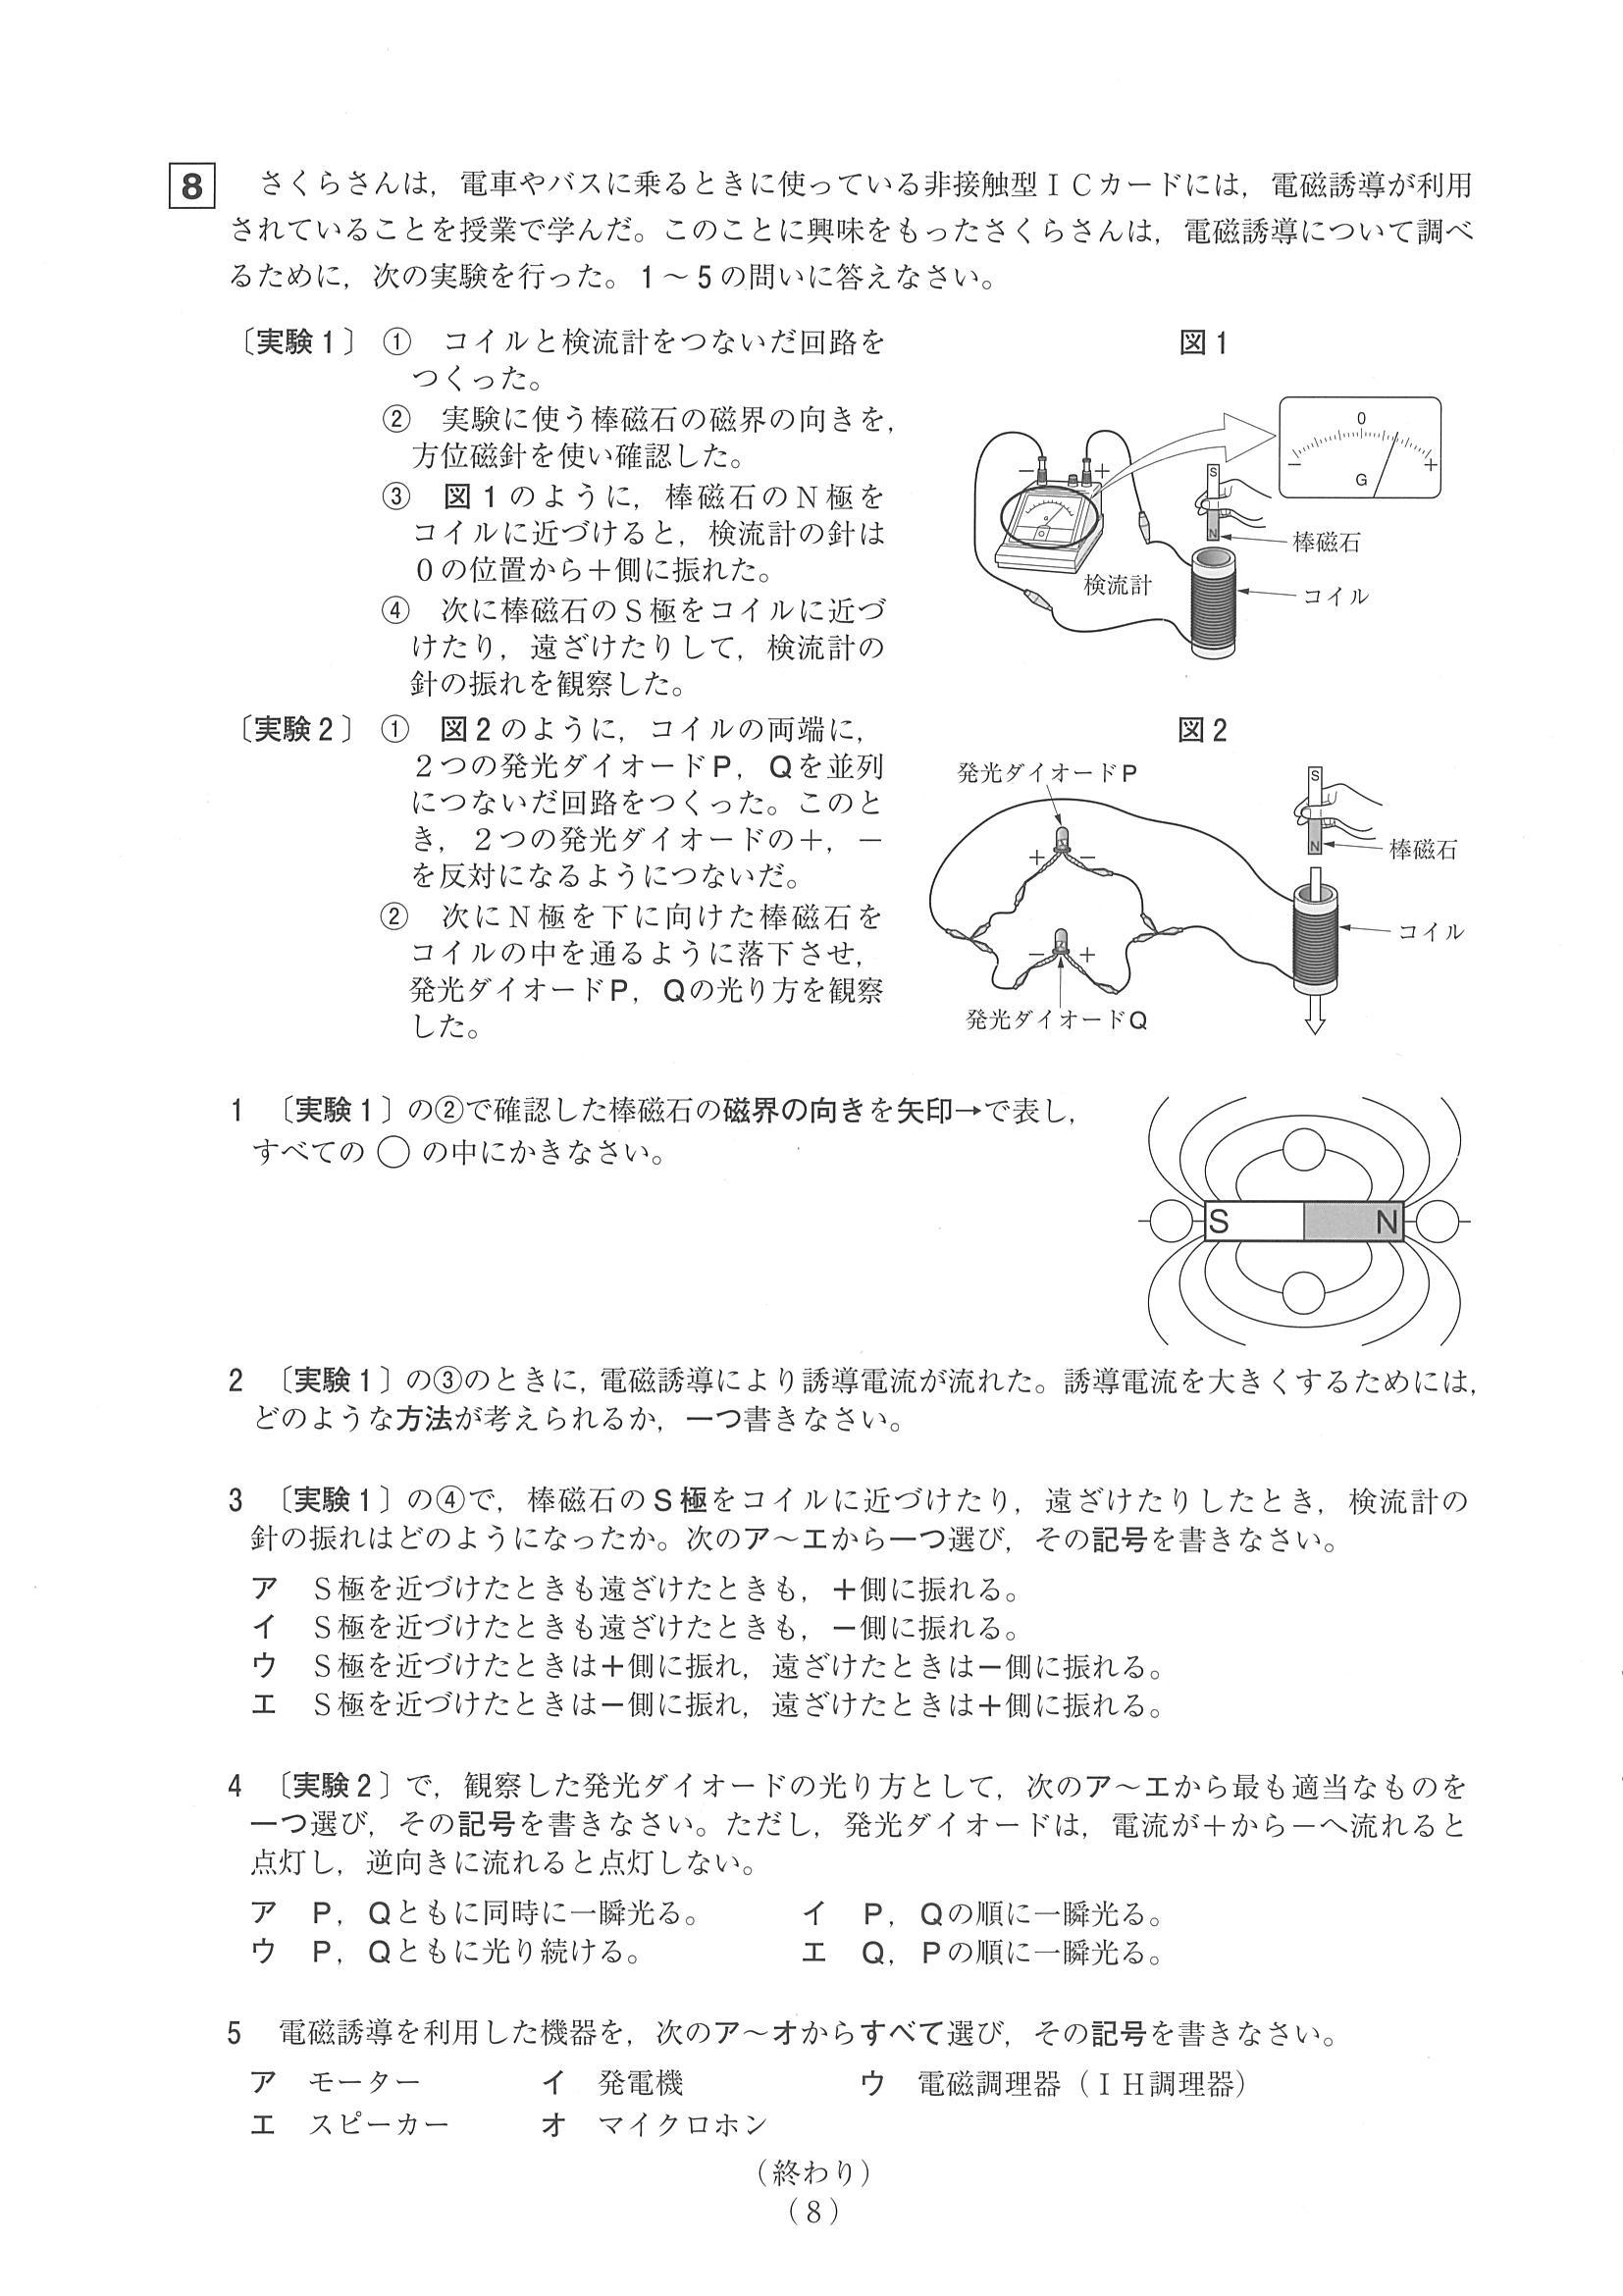 8 さくらさんは，電車やバスに乗るときに使っている非接触型ＩＣカードには，電磁誘導が利用
されていることを授業で学んだ。このことに興味をもったさくらさんは，電磁誘導について調べ
るために，次の実験を行った。1～5の問いに答えなさい。
〔実験1〕 ① コイルと検流計をつないだ回路を
つくった。
② 実験に使う棒磁石の磁界の向きを，
方位磁針を使い確認した。
③ 図1のように，棒磁石のＮ極を
コイルに近づけると，検流計の針は
０の位置から＋側に振れた。
④ 次に棒磁石のＳ極をコイルに近づ
けたり，遠ざけたりして，検流計の
針の振れを観察した。
図1
0
－ ＋
G
S
N
－ ＋
棒磁石
検流計
コイル
〔実験2〕 ① 図2のように，コイルの両端に，
２つの発光ダイオードP，Qを並列
につないだ回路をつくった。このと
き，２つの発光ダイオードの＋，－
を反対になるようにつないだ。
② 次にＮ極を下に向けた棒磁石を
コイルの中を通るように落下させ，
発光ダイオードP，Qの光り方を観察
した。
図2
発光ダイオードP
S
N
＋ －
棒磁石
コイル
－ ＋
発光ダイオードQ
1 〔実験1〕の②で確認した棒磁石の磁界の向きを矢印→で表し，
すべての ◯ の中にかきなさい。
S N
2 〔実験1〕の③のときに，電磁誘導により誘導電流が流れた。誘導電流を大きくするためには，
どのような方法が考えられるか，一つ書きなさい。
3 〔実験1〕の④で，棒磁石のＳ極をコイルに近づけたり，遠ざけたりしたとき，検流計の
針の振れはどのようになったか。次のア～エから一つ選び，その記号を書きなさい。
ア Ｓ極を近づけたときも遠ざけたときも，＋側に振れる。
イ Ｓ極を近づけたときも遠ざけたときも，－側に振れる。
ウ Ｓ極を近づけたときは＋側に振れ，遠ざけたときは－側に振れる。
エ Ｓ極を近づけたときは－側に振れ，遠ざけたときは＋側に振れる。
4 〔実験2〕で，観察した発光ダイオードの光り方として，次のア～エから最も適当なものを
一つ選び，その記号を書きなさい。ただし，発光ダイオードは，電流が＋から－へ流れると
点灯し，逆向きに流れると点灯しない。
ア P，Qともに同時に一瞬光る。 イ P，Qの順に一瞬光る。
ウ P，Qともに光り続ける。 エ Q，Pの順に一瞬光る。
5 電磁誘導を利用した機器を，次のア～オからすべて選び，その記号を書きなさい。
ア モーター イ 発電機 ウ 電磁調理器（ＩＨ調理器）
エ スピーカー オ マイクロホン
（終わり）
（8）